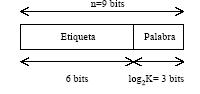 n=9 bits
Etiqueta Palabra
6 bits log₂K= 3 bits